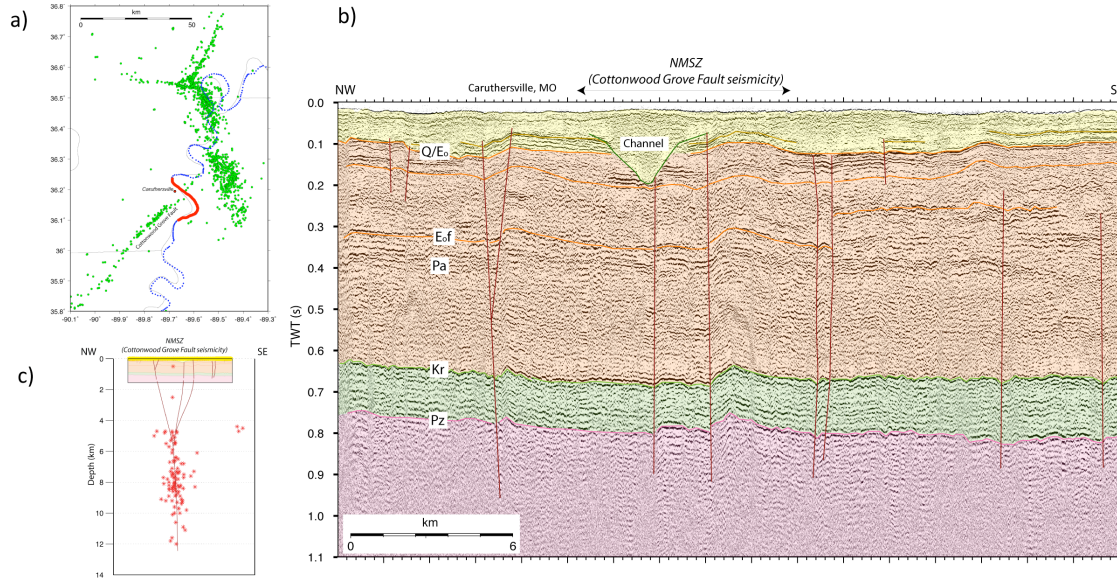 a)
km
0
50
36.8˚
36.7˚
36.6˚
36.5˚
36.4˚
36.3˚
36.2˚
36.1˚
36˚
35.9˚
35.8˚
Caruthersville
Cottonwood Grove Fault
-90.1˚
-90˚
-89.9˚
-89.8˚
-89.7˚
-89.6˚
-89.5˚
-89.4˚
-89.3˚
b)
NMSZ
(Cottonwood Grove Fault seismicity)
NW
Caruthersville, MO
S
0.0
0.1
0.2
0.3
0.4
0.5
0.6
0.7
0.8
0.9
1.0
1.1
TWT (s)
Q/Eo
Channel
Eof
Pa
Kr
Pz
km
0
6
c)
NMSZ
(Cottonwood Grove Fault seismicity)
NW
SE
0
2
4
6
8
10
12
14
Depth (km)